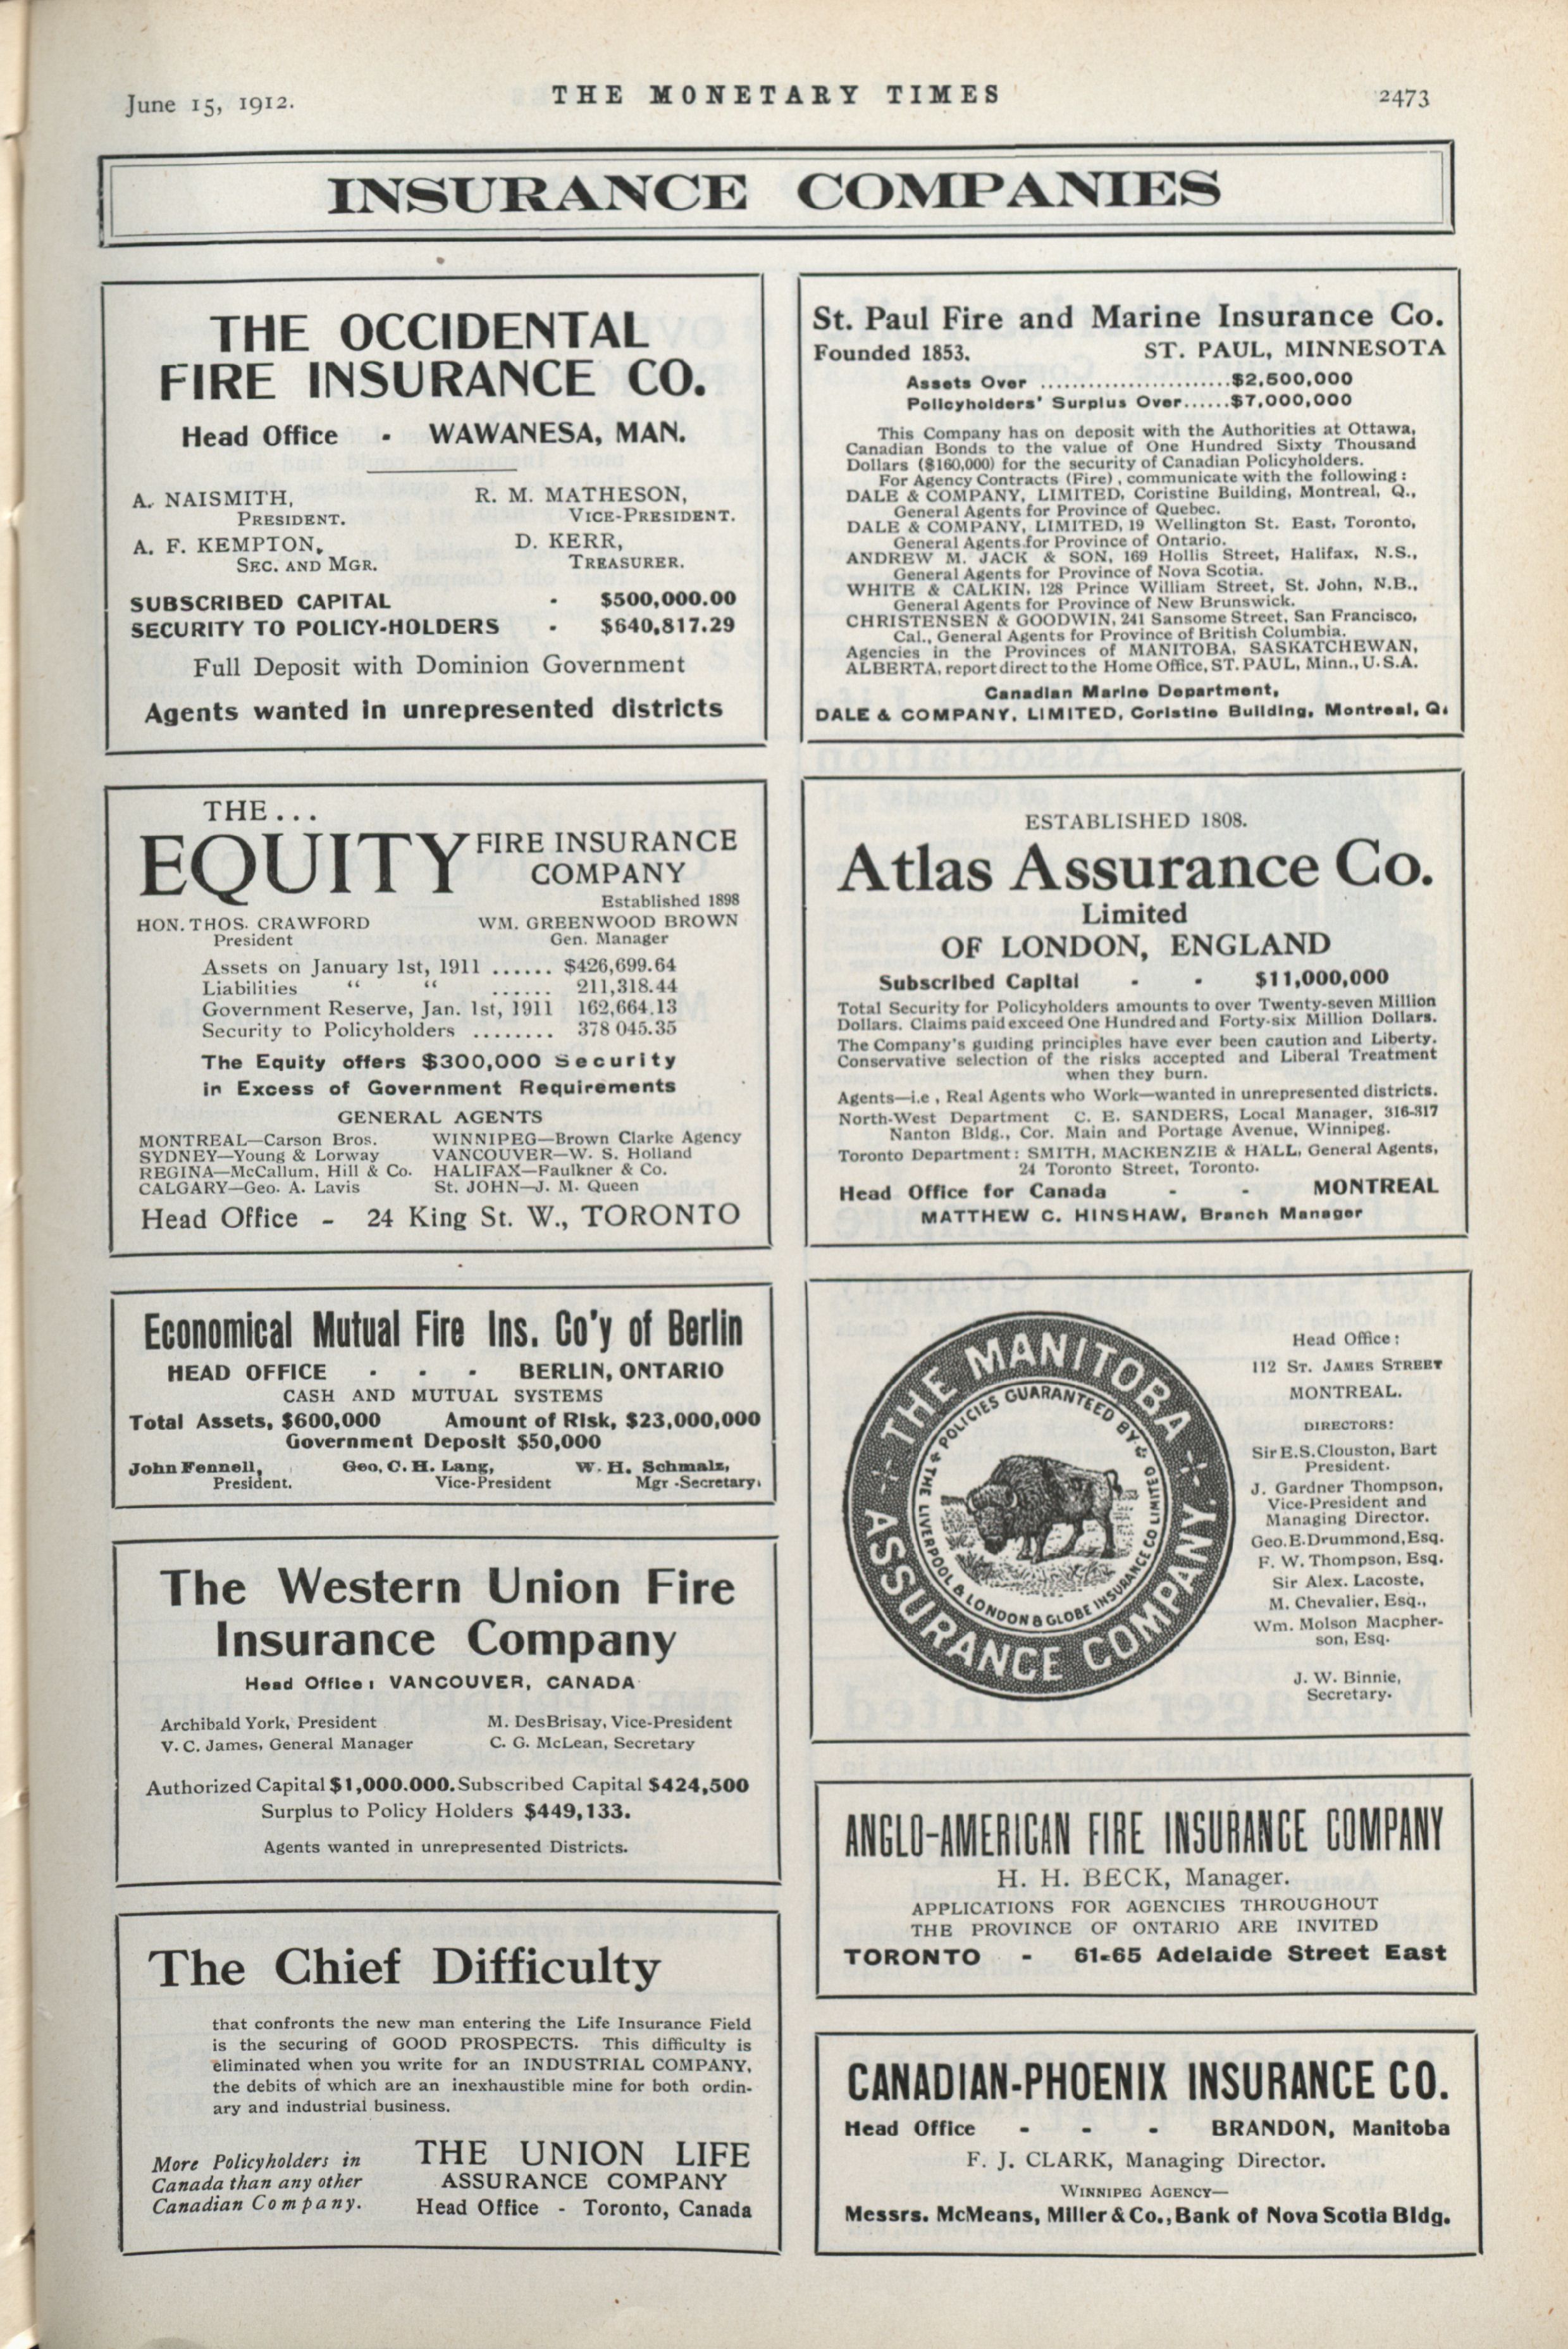 June 15, 1912.
THE MONETARY TIMES
2473
INSURANCE COMPANIES
THE OCCIDENTAL
FIRE INSURANCE CO.
Head Office - WAWANESA, MAN.
A. NAISMITH, R. M. MATHESON,
PRESIDENT. VICE-PRESIDENT.
A. F. KEMPTON, D. KERR,
SEC. AND MGR. TREASURER.
SUBSCRIBED CAPITAL - $500,000.00
SECURITY TO POLICY-HOLDERS - $640,817.29
Full Deposit with Dominion Government
Agents wanted in unrepresented districts
THE...
EQUITY FIRE INSURANCE
COMPANY
Established 1898
HON. THOS. CRAWFORD WM. GREENWOOD BROWN
President Gen. Manager
Assets on January 1st, 1911 ...... $426,699.64
Liabilities “ “ ...... 211,318.44
Government Reserve, Jan. 1st, 1911 162,664.13
Security to Policyholders ........ 378 045.35
The Equity offers $300,000 Security
in Excess of Government Requirements
GENERAL AGENTS
MONTREAL—Carson Bros. WINNIPEG—Brown Clarke Agency
SYDNEY—Young & Lorway VANCOUVER—W. S. Holland
REGINA—McCallum, Hill & Co. HALIFAX—Faulkner & Co.
CALGARY—Geo. A. Lavis St. JOHN—J. M. Queen
Head Office - 24 King St. W., TORONTO
Economical Mutual Fire Ins. Co'y of Berlin
HEAD OFFICE - - - BERLIN, ONTARIO
CASH AND MUTUAL SYSTEMS
Total Assets, $600,000 Amount of Risk, $23,000,000
Government Deposit $50,000
John Fennell, Geo. C. H. Lang, W. H. Schmalz,
President. Vice-President Mgr -Secretary.
The Western Union Fire
Insurance Company
Head Office: VANCOUVER, CANADA
Archibald York, President M. DesBrisay, Vice-President
V. C. James, General Manager C. G. McLean, Secretary
Authorized Capital $1,000.000. Subscribed Capital $424,500
Surplus to Policy Holders $449,133.
Agents wanted in unrepresented Districts.
The Chief Difficulty
that confronts the new man entering the Life Insurance Field
is the securing of GOOD PROSPECTS. This difficulty is
eliminated when you write for an INDUSTRIAL COMPANY,
the debits of which are an inexhaustible mine for both ordin-
ary and industrial business.
More Policyholders in
Canada than any other
Canadian Company.
THE UNION LIFE
ASSURANCE COMPANY
Head Office - Toronto, Canada
St. Paul Fire and Marine Insurance Co.
Founded 1853. ST. PAUL, MINNESOTA
Assets Over ........................$2,500,000
Policyholders' Surplus Over......$7,000,000
This Company has on deposit with the Authorities at Ottawa,
Canadian Bonds to the value of One Hundred Sixty Thousand
Dollars ($160,000) for the security of Canadian Policyholders.
For Agency Contracts (Fire), communicate with the following:
DALE & COMPANY, LIMITED, Coristine Building, Montreal, Q.,
General Agents for Province of Quebec.
DALE & COMPANY, LIMITED, 19 Wellington St. East, Toronto,
General Agents for Province of Ontario.
ANDREW M. JACK & SON, 169 Hollis Street, Halifax, N.S.,
General Agents for Province of Nova Scotia.
WHITE & CALKIN, 128 Prince William Street, St. John, N.B.,
General Agents for Province of New Brunswick.
CHRISTENSEN & GOODWIN, 241 Sansome Street, San Francisco,
Cal., General Agents for Province of British Columbia.
Agencies in the Provinces of MANITOBA, SASKATCHEWAN,
ALBERTA, report direct to the Home Office, ST. PAUL, Minn., U.S.A.
Canadian Marine Department,
DALE & COMPANY, LIMITED, Coristine Building, Montreal, Q.
ESTABLISHED 1808.
Atlas Assurance Co.
Limited
OF LONDON, ENGLAND
Subscribed Capital - - $11,000,000
Total Security for Policyholders amounts to over Twenty-seven Million
Dollars. Claims paid exceed One Hundred and Forty-six Million Dollars.
The Company's guiding principles have ever been caution and Liberty.
Conservative selection of the risks accepted and Liberal Treatment
when they burn.
Agents—i.e, Real Agents who Work—wanted in unrepresented districts.
North-West Department C. E. SANDERS, Local Manager, 316-317
Nanton Bldg., Cor. Main and Portage Avenue, Winnipeg.
Toronto Department: SMITH, MACKENZIE & HALL, General Agents,
24 Toronto Street, Toronto.
Head Office for Canada - - MONTREAL
MATTHEW C. HINSHAW, Branch Manager
THE MANITOBA
ASSURANCE COMPANY.
POLICIES GUARANTEED BY
THE LIVERPOOL & LONDON & GLOBE INSURANCE CO LIMITED
Head Office:
112 ST. JAMES STREET
MONTREAL.
DIRECTORS:
Sir E.S. Clouston, Bart
President.
J. Gardner Thompson,
Vice-President and
Managing Director.
Geo. E. Drummond, Esq.
F. W. Thompson, Esq.
Sir Alex. Lacoste,
M. Chevalier, Esq.,
Wm. Molson Macpher-
son, Esq.
J. W. Binnie,
Secretary.
ANGLO-AMERICAN FIRE INSURANCE COMPANY
H. H. BECK, Manager.
APPLICATIONS FOR AGENCIES THROUGHOUT
THE PROVINCE OF ONTARIO ARE INVITED
TORONTO - 61-65 Adelaide Street East
CANADIAN-PHOENIX INSURANCE CO.
Head Office - - - BRANDON, Manitoba
F. J. CLARK, Managing Director.
WINNIPEG AGENCY—
Messrs. McMeans, Miller & Co., Bank of Nova Scotia Bldg.